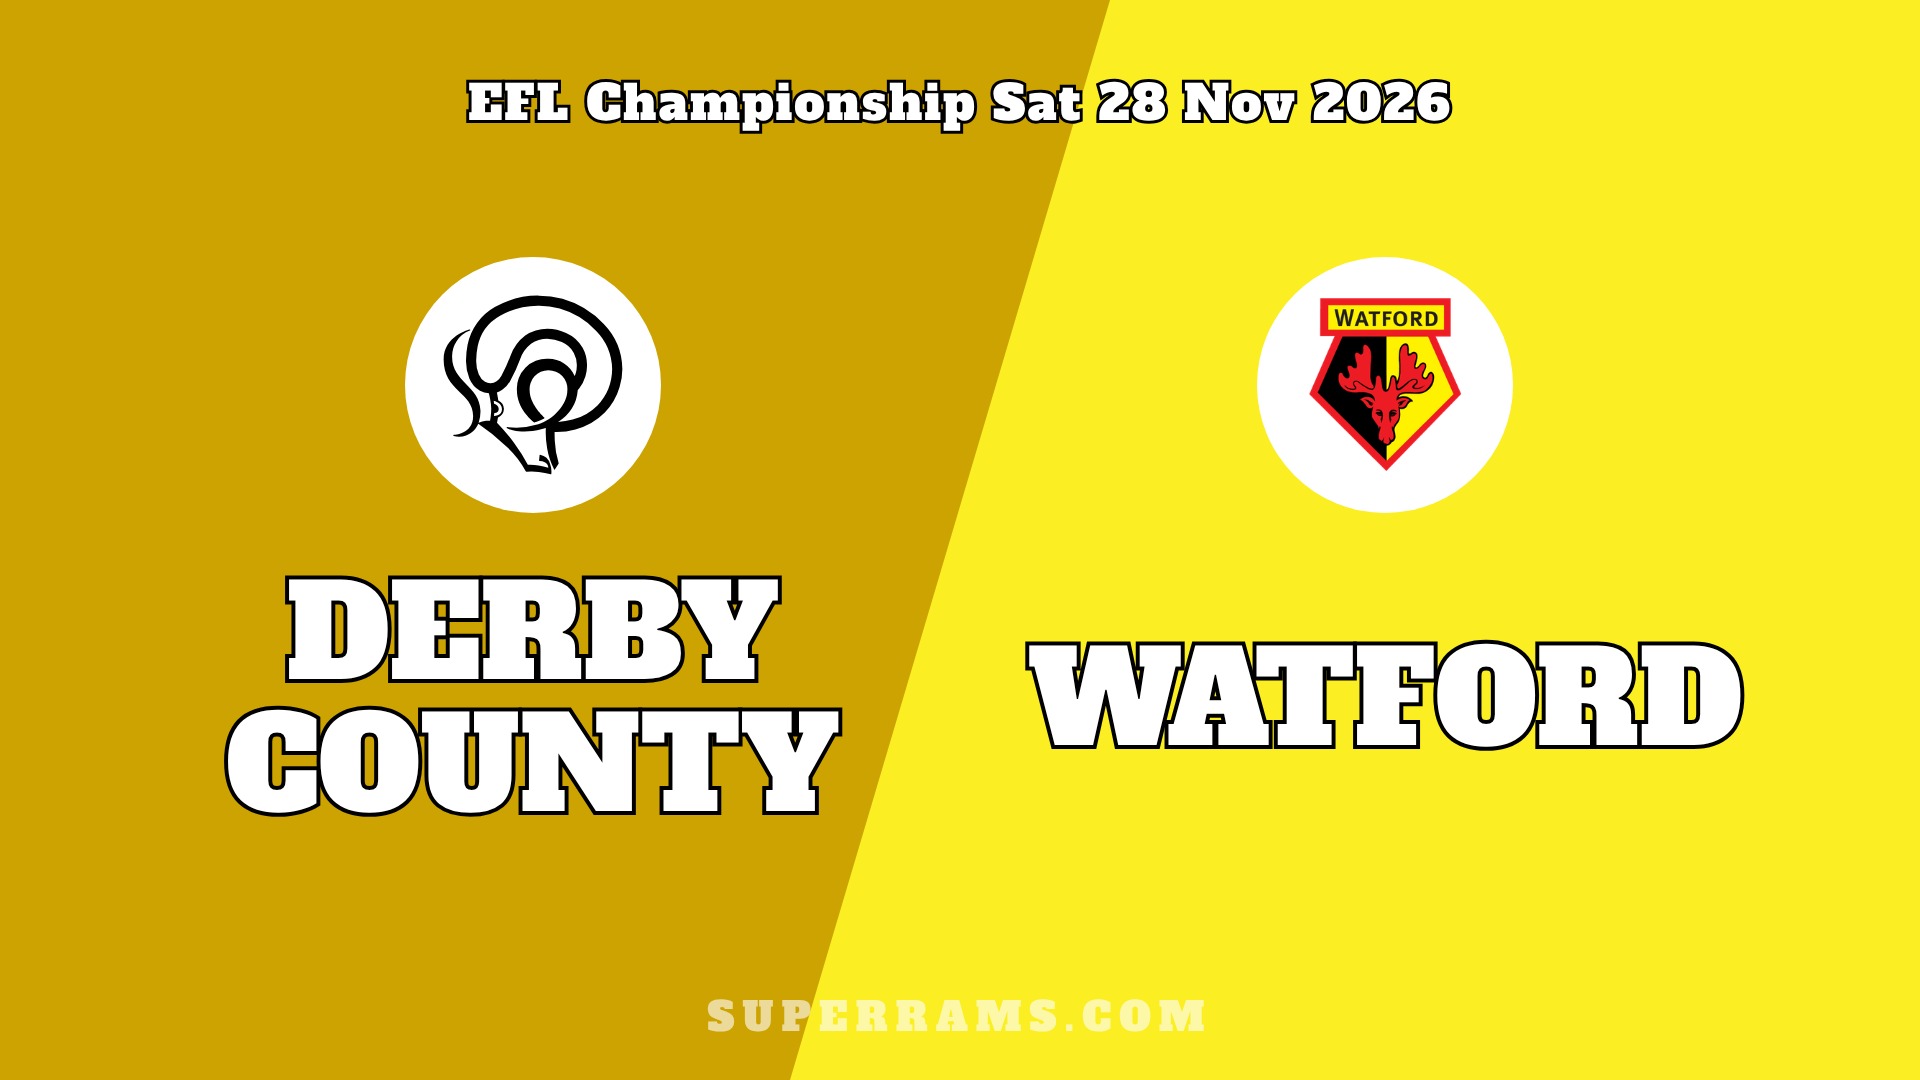 EFL Championship Sat 28 Nov 2026
WATFORD
DERBY
COUNTY
WATFORD
SUPERRAMS.COM